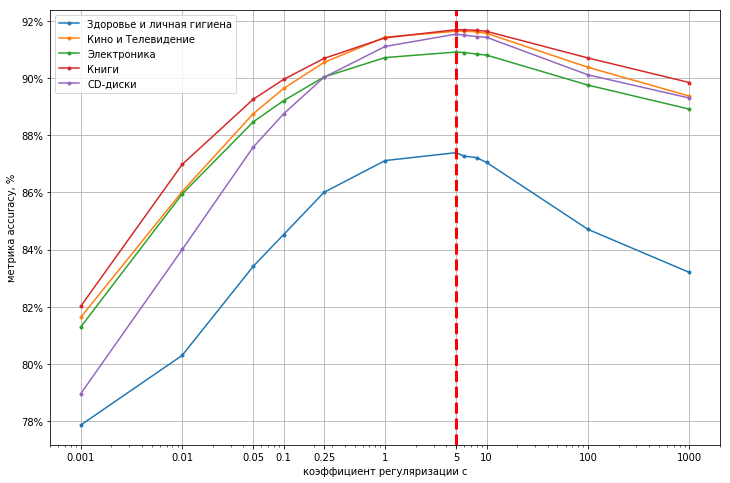 92%
90%
88%
86%
84%
82%
80%
78%
метрика accuracy, %
Здоровье и личная гигиена
Кино и Телевидение
Электроника
Книги
CD-диски
0.001 0.01 0.05 0.1 0.25 1 5 10 100 1000
коэффициент регуляризации c